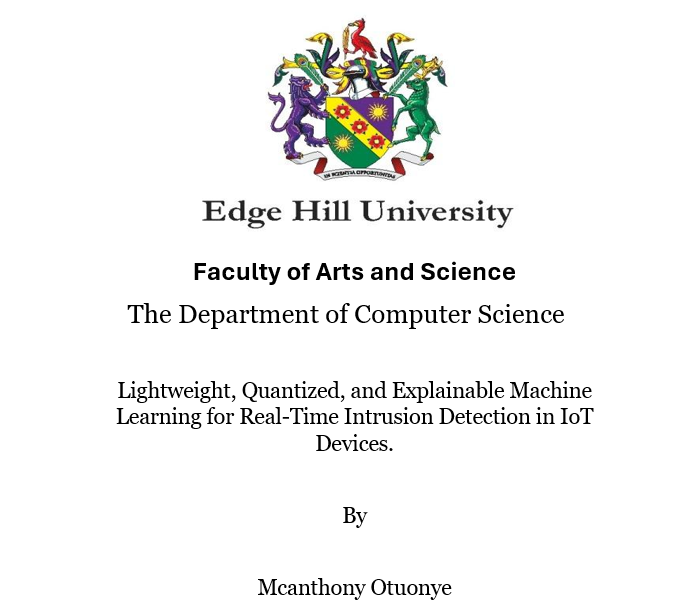 IN SCIENTIA OPPORTUNITAS
Edge Hill University
Faculty of Arts and Science
The Department of Computer Science
Lightweight, Quantized, and Explainable Machine
Learning for Real-Time Intrusion Detection in IoT
Devices.
By
Mcanthony Otuonye